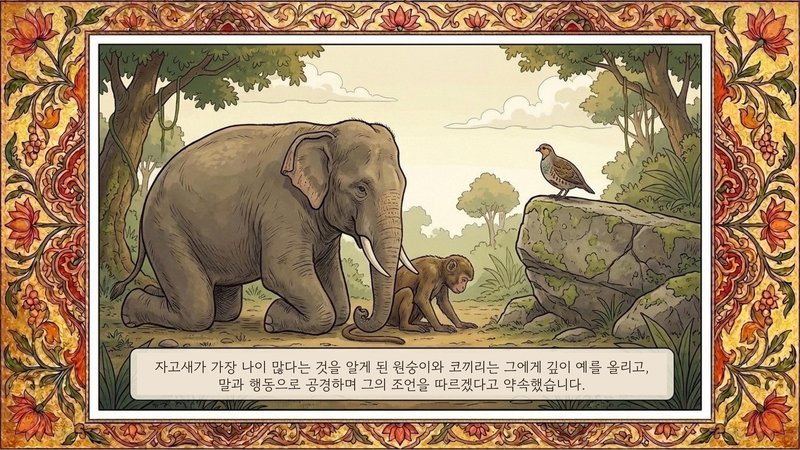 자고새가 가장 나이 많다는 것을 알게 된 원숭이와 코끼리는 그에게 깊이 예를 올리고,
말과 행동으로 공경하며 그의 조언을 따르겠다고 약속했습니다.